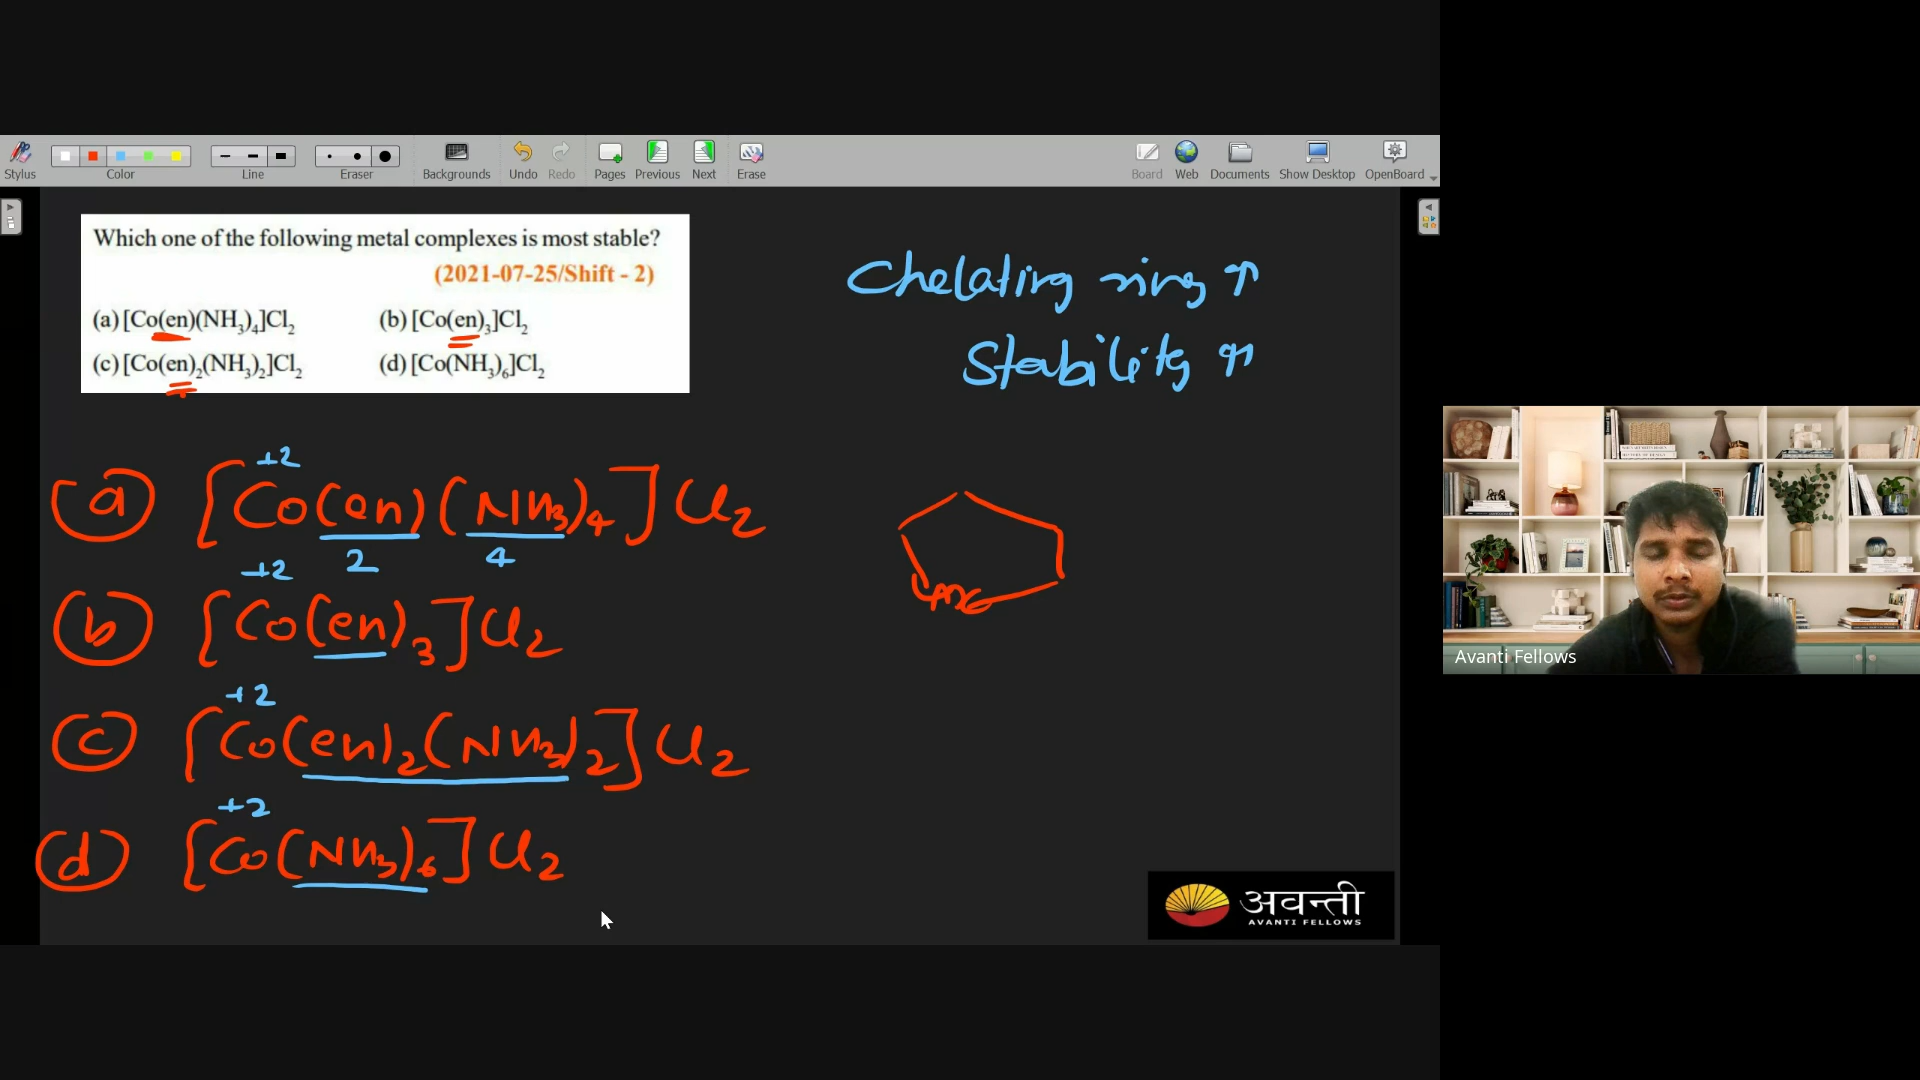 Stylus
Color
Line
Eraser
Backgrounds
Undo
Redo
Pages
Previous
Next
Erase
Board
Web
Documents
Show Desktop
OpenBoard
Which one of the following metal complexes is most stable?
(2021-07-25/Shift - 2)
(a) [Co(en)(NH₃)₄]Cl₂
(b) [Co(en)₃]Cl₂
(c) [Co(en)₂(NH₃)₂]Cl₂
(d) [Co(NH₃)₆]Cl₂
Chelating ring ↑
Stability ↑
+2
(a) [Co(en)(NH₃)₄]Cl₂
2 4
+2
(b) [Co(en)₃]Cl₂
+2
(c) [Co(en)₂(NH₃)₂]Cl₂
+2
(d) [Co(NH₃)₆]Cl₂
अवन्ती
AVANTI FELLOWS
Avanti Fellows